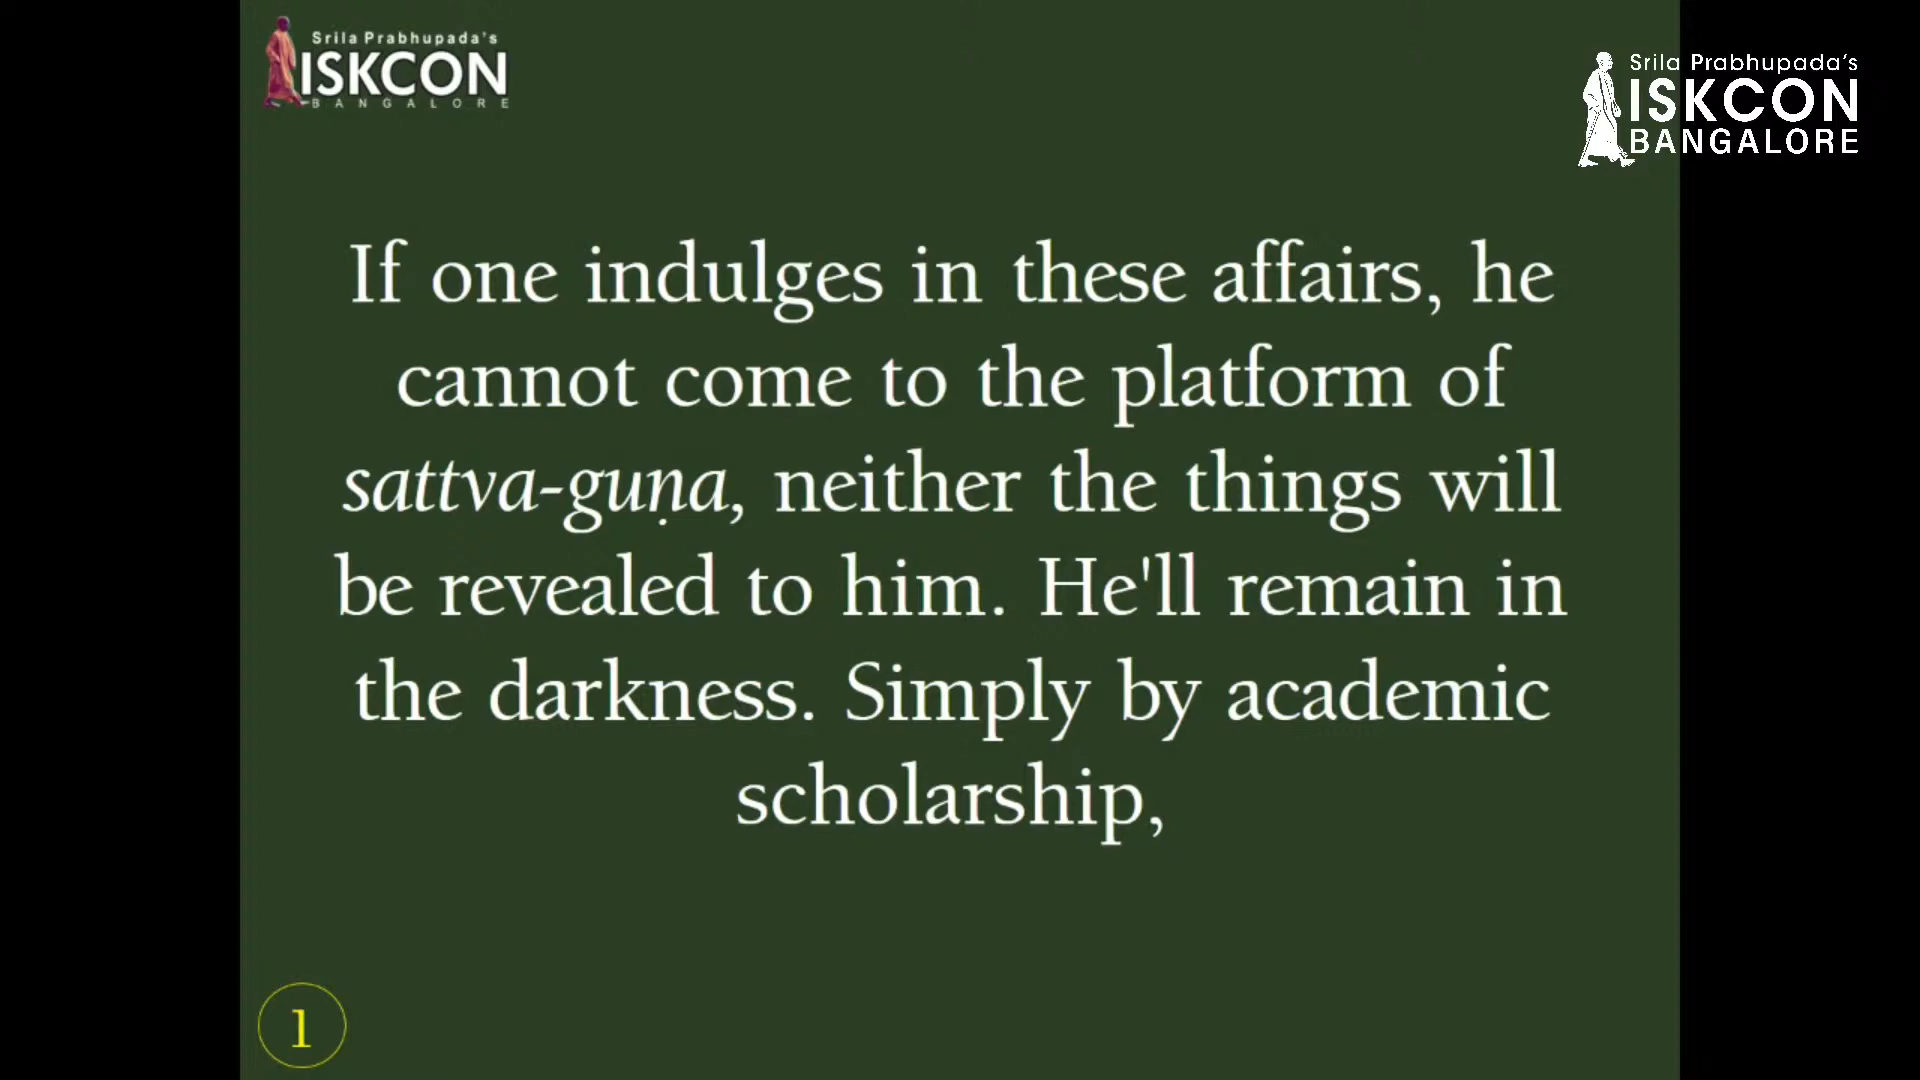 Srila Prabhupada's
ISKCON
BANGALORE
Srila Prabhupada's
ISKCON
BANGALORE
If one indulges in these affairs, he
cannot come to the platform of
sattva-guṇa, neither the things will
be revealed to him. He'll remain in
the darkness. Simply by academic
scholarship,
1